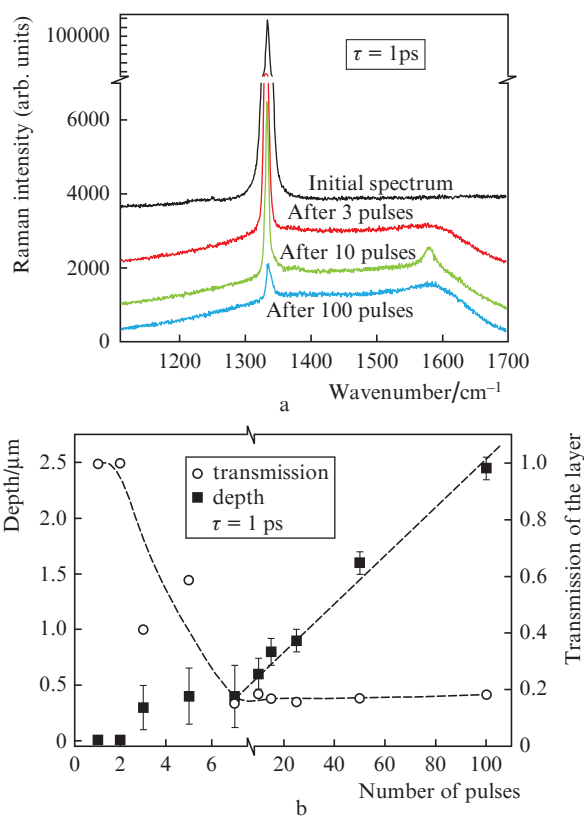 100000
τ = 1ps
Raman intensity (arb. units)
6000
Initial spectrum
4000
After 3 pulses
After 10 pulses
2000
After 100 pulses
0
1200 1300 1400 1500 1600 1700
Wavenumber/cm⁻¹
a
Depth/μm
2.5
2.0
1.5
1.0
0.5
0
transmission
depth
τ = 1 ps
1.0
0.8
0.6
0.4
0.2
0
Transmission of the layer
0 2 4 6 20 40 60 80 100
Number of pulses
b